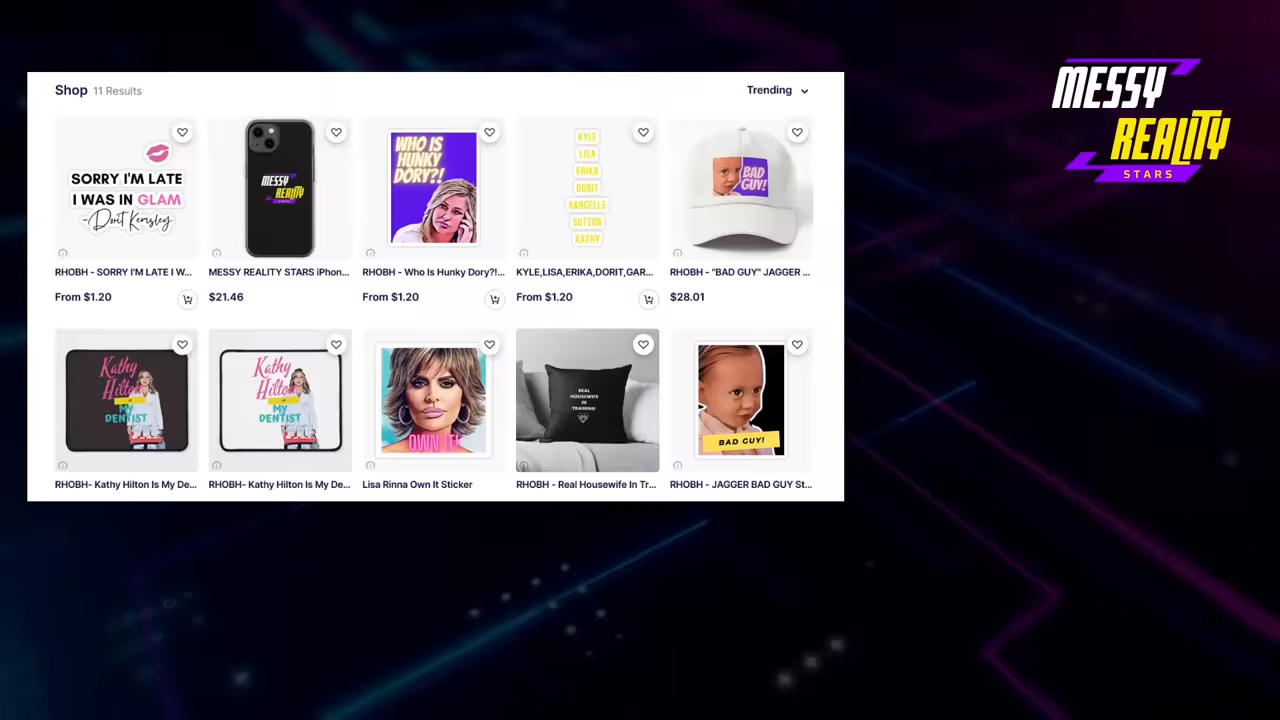 Shop 11 Results
Trending
MESSY
REALITY
STARS
SORRY I'M LATE
I WAS IN GLAM
-Dorit Kemsley
MESSY
REALITY
WHO IS
HUNKY
DORY?!
KYLE
LISA
ERIKA
DORIT
GARCELLE
SUTTON
KATHY
BAD
GUY!
RHOBH - SORRY I'M LATE I W...
MESSY REALITY STARS iPhon...
RHOBH - Who Is Hunky Dory?!...
KYLE,LISA,ERIKA,DORIT,GAR...
RHOBH - "BAD GUY" JAGGER ...
From $1.20
$21.46
From $1.20
From $1.20
$28.01
Kathy
Hilton
MY
DENTIST
Kathy
Hilton
MY
DENTIST
OWN IT!
REAL
HOUSEWIFE
IN
TRAINING
BAD GUY!
RHOBH- Kathy Hilton Is My De...
RHOBH- Kathy Hilton Is My De...
Lisa Rinna Own It Sticker
RHOBH - Real Housewife In Tr...
RHOBH - JAGGER BAD GUY St...